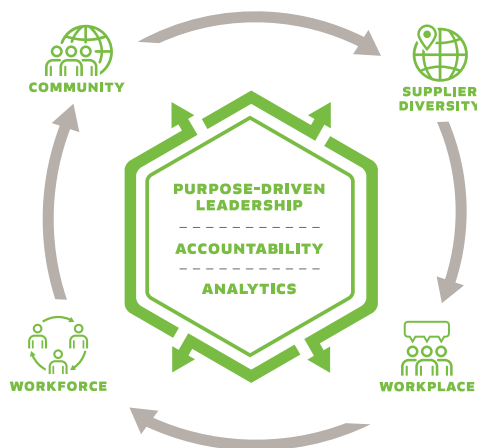 COMMUNITY
SUPPLIER
DIVERSITY
PURPOSE-DRIVEN
LEADERSHIP
ACCOUNTABILITY
ANALYTICS
WORKFORCE
WORKPLACE